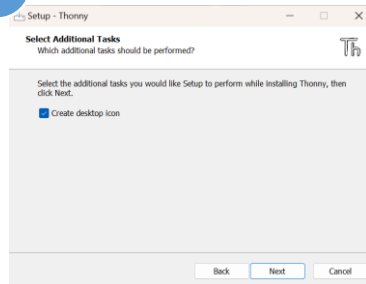 Setup - Thonny
Select Additional Tasks
Which additional tasks should be performed?
Th
Select the additional tasks you would like Setup to perform while installing Thonny, then
click Next.
Create desktop icon
Back Next Cancel